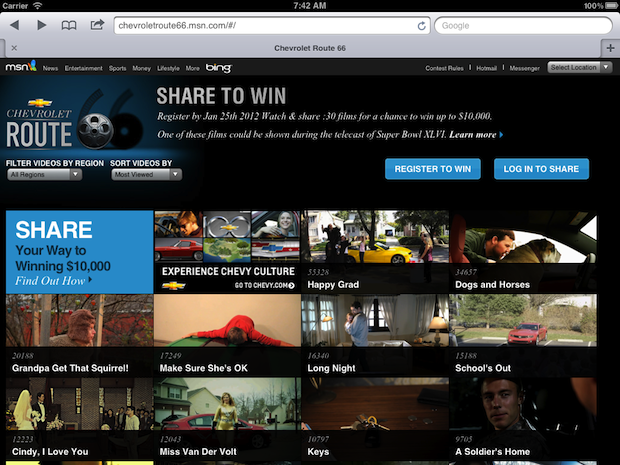 Carrier
7:42 AM
100%
chevroletroute66.msn.com/#/
Google
Chevrolet Route 66
msn News Entertainment Sports Money Lifestyle More bing
Contest Rules | Hotmail | Messenger Select Location
CHEVROLET
ROUTE 66
SHARE TO WIN
Register by Jan 25th 2012 Watch & share :30 films for a chance to win up to $10,000.
One of these films could be shown during the telecast of Super Bowl XLVI. Learn more
FILTER VIDEOS BY REGION
SORT VIDEOS BY
All Regions
Most Viewed
REGISTER TO WIN
LOG IN TO SHARE
SHARE
Your Way to
Winning $10,000
Find Out How
EXPERIENCE CHEVY CULTURE
GO TO CHEVY.COM
55328
Happy Grad
34657
Dogs and Horses
20188
Grandpa Get That Squirrel!
17249
Make Sure She's OK
16340
Long Night
15188
School's Out
12223
Cindy, I Love You
12043
Miss Van Der Volt
10797
Keys
9705
A Soldier's Home